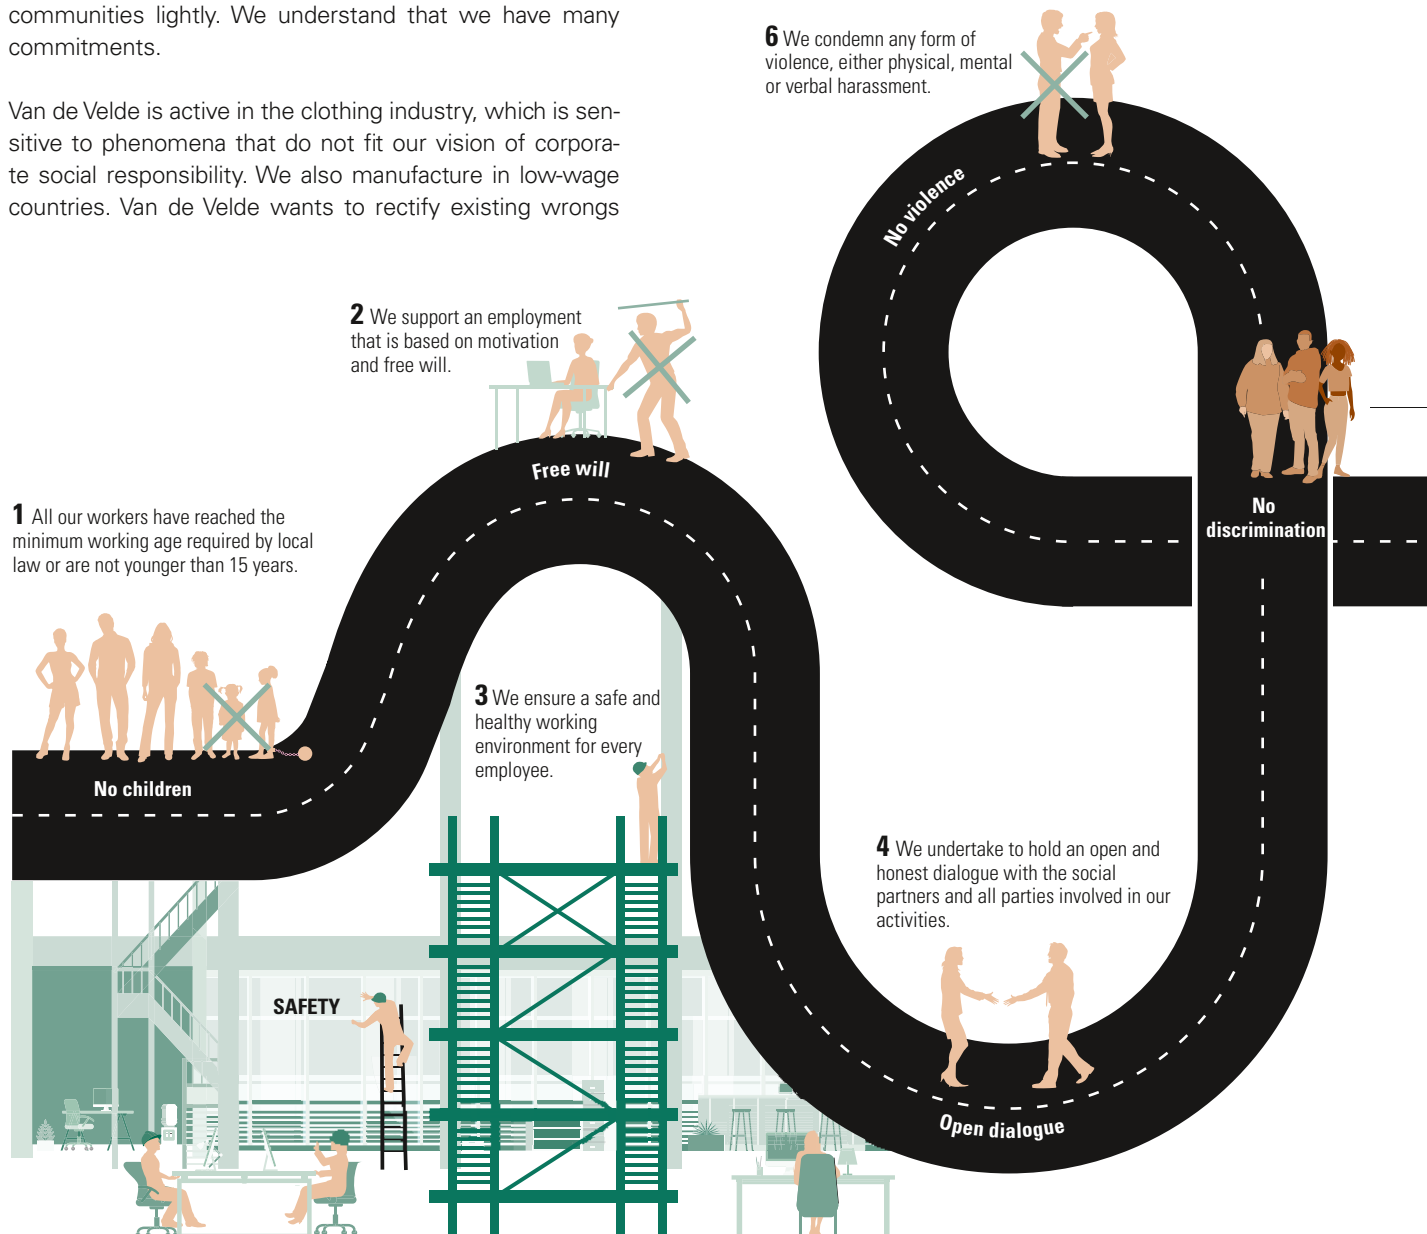 communities lightly. We understand that we have many
commitments.
Van de Velde is active in the clothing industry, which is sen-
sitive to phenomena that do not fit our vision of corpora-
te social responsibility. We also manufacture in low-wage
countries. Van de Velde wants to rectify existing wrongs
6 We condemn any form of
violence, either physical, mental
or verbal harassment.
No violence
2 We support an employment
that is based on motivation
and free will.
Free will
1 All our workers have reached the
minimum working age required by local
law or are not younger than 15 years.
No
discrimination
No children
3 We ensure a safe and
healthy working
environment for every
employee.
4 We undertake to hold an open and
honest dialogue with the social
partners and all parties involved in our
activities.
SAFETY
Open dialogue